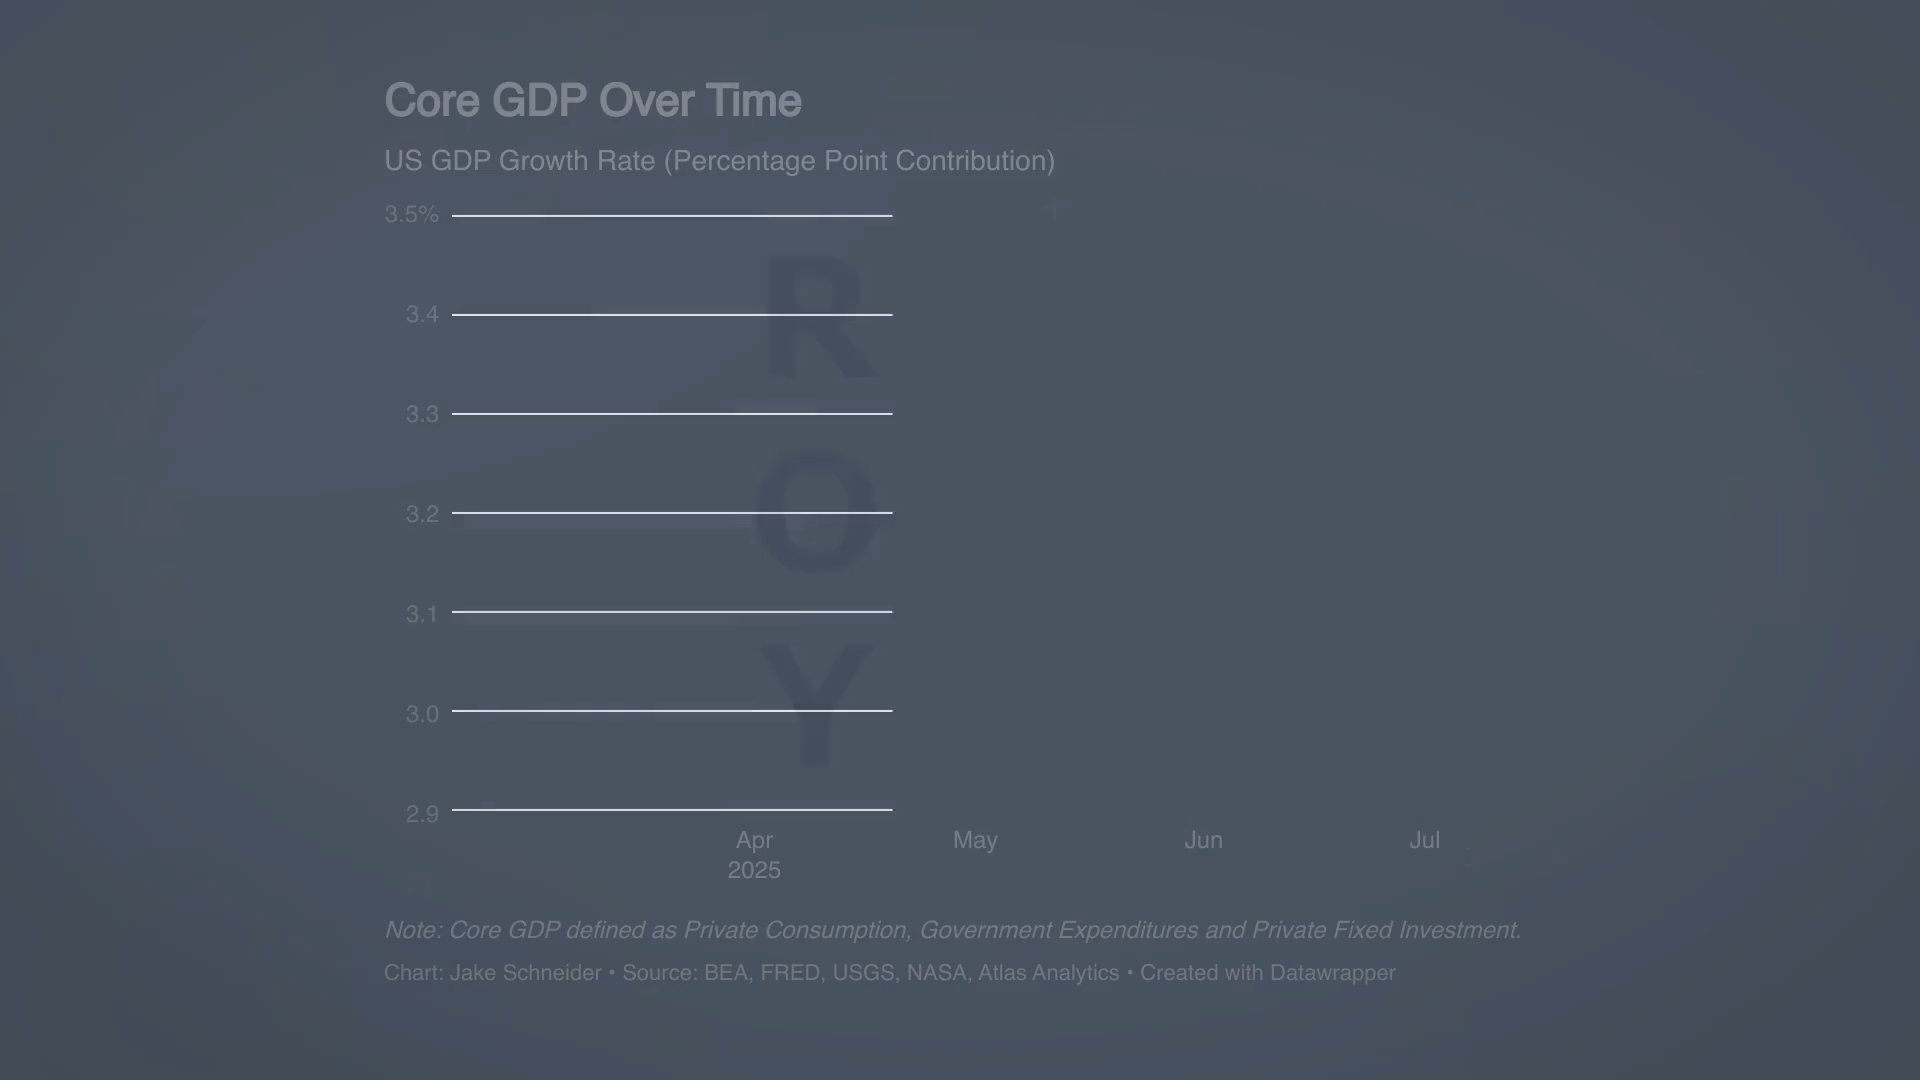 Core GDP Over Time
US GDP Growth Rate (Percentage Point Contribution)
3.5%
3.4
3.3
3.2
3.1
3.0
2.9
R
O
Y
Apr
2025
May
Jun
Jul
Note: Core GDP defined as Private Consumption, Government Expenditures and Private Fixed Investment.
Chart: Jake Schneider • Source: BEA, FRED, USGS, NASA, Atlas Analytics • Created with Datawrapper